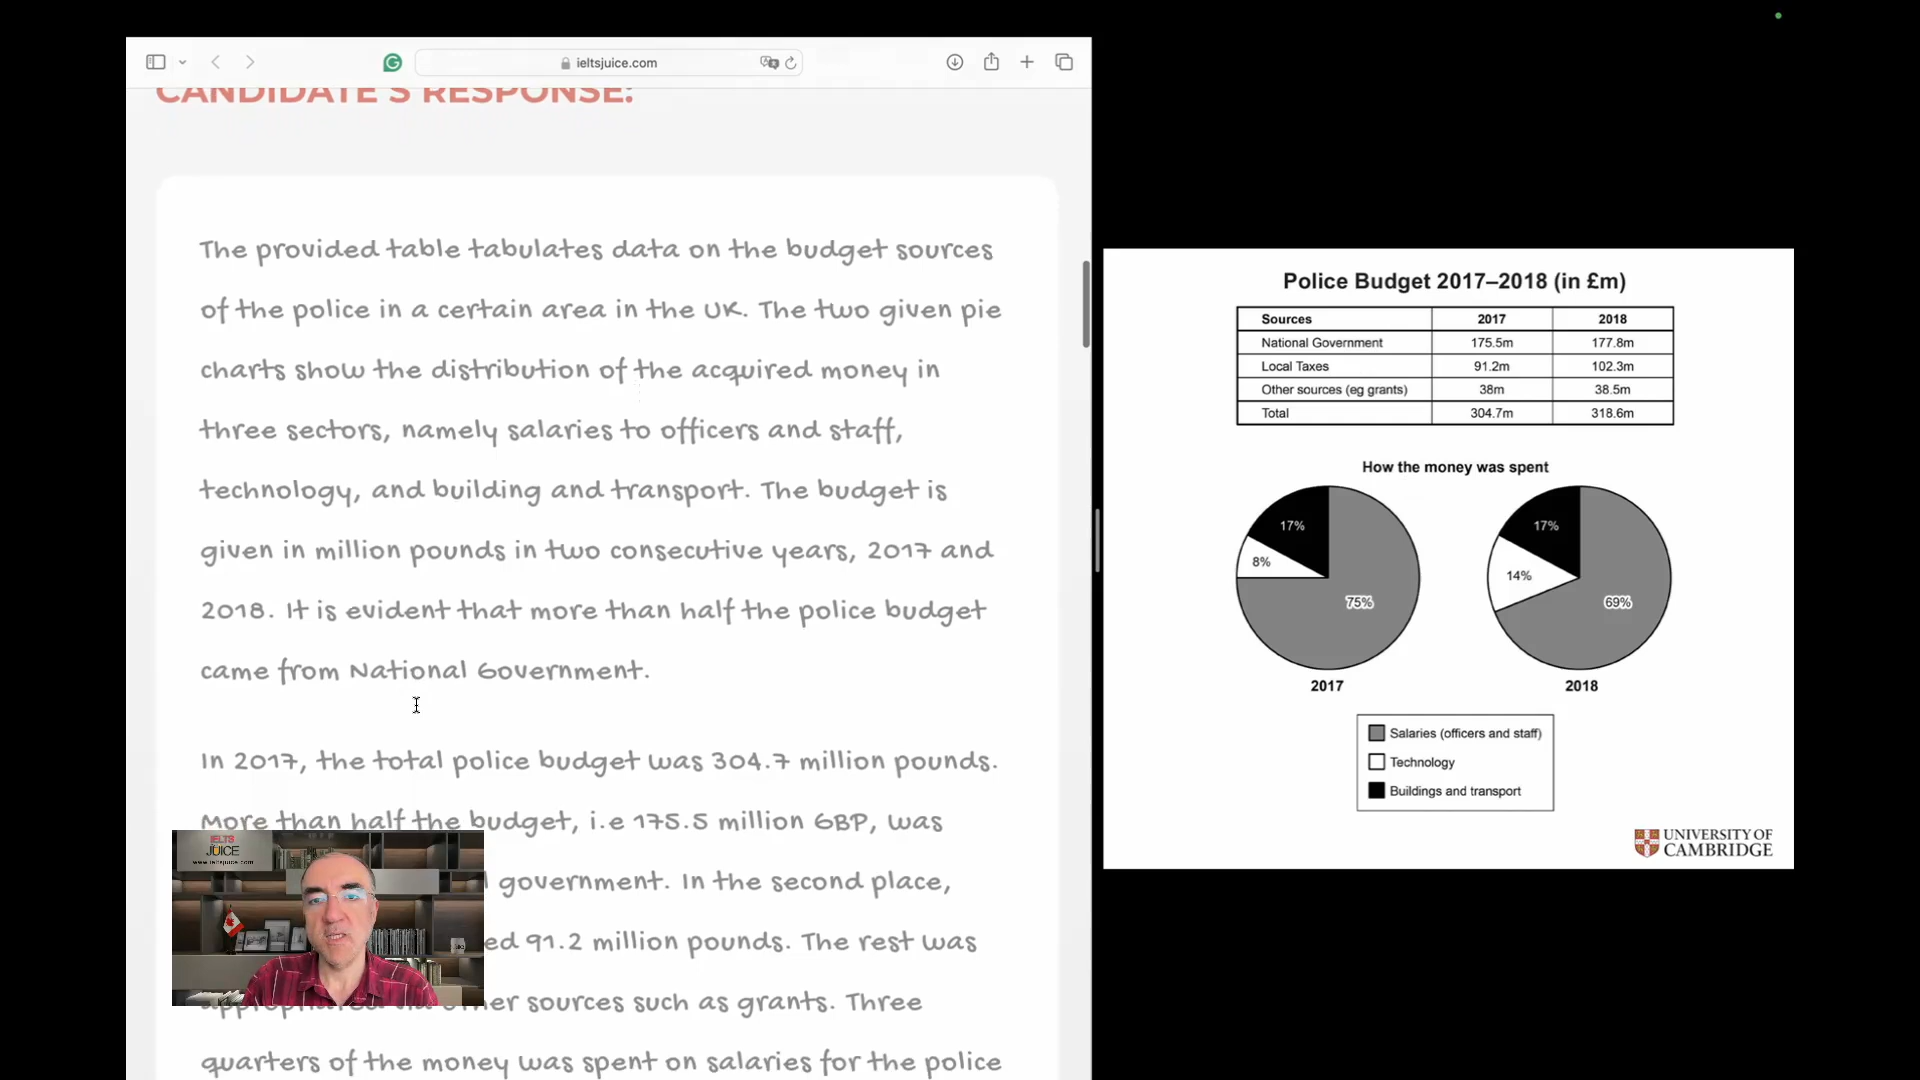 ieltsjuice.com
CANDIDATE'S RESPONSE:
The provided table tabulates data on the budget sources
of the police in a certain area in the UK. The two given pie
charts show the distribution of the acquired money in
three sectors, namely salaries to officers and staff,
technology, and building and transport. The budget is
given in million pounds in two consecutive years, 2017 and
2018. It is evident that more than half the police budget
came from National Government.
In 2017, the total police budget was 304.7 million pounds.
More than half the budget, i.e 175.5 million GBP, was
government. In the second place,
ed 91.2 million pounds. The rest was
sources such as grants. Three
quarters of the money was spent on salaries for the police
IELTS
JUICE
www.ieltsjuice.com
Police Budget 2017–2018 (in £m)
Sources 2017 2018
National Government 175.5m 177.8m
Local Taxes 91.2m 102.3m
Other sources (eg grants) 38m 38.5m
Total 304.7m 318.6m
How the money was spent
17%
8%
75%
2017
17%
14%
69%
2018
Salaries (officers and staff)
Technology
Buildings and transport
UNIVERSITY OF
CAMBRIDGE